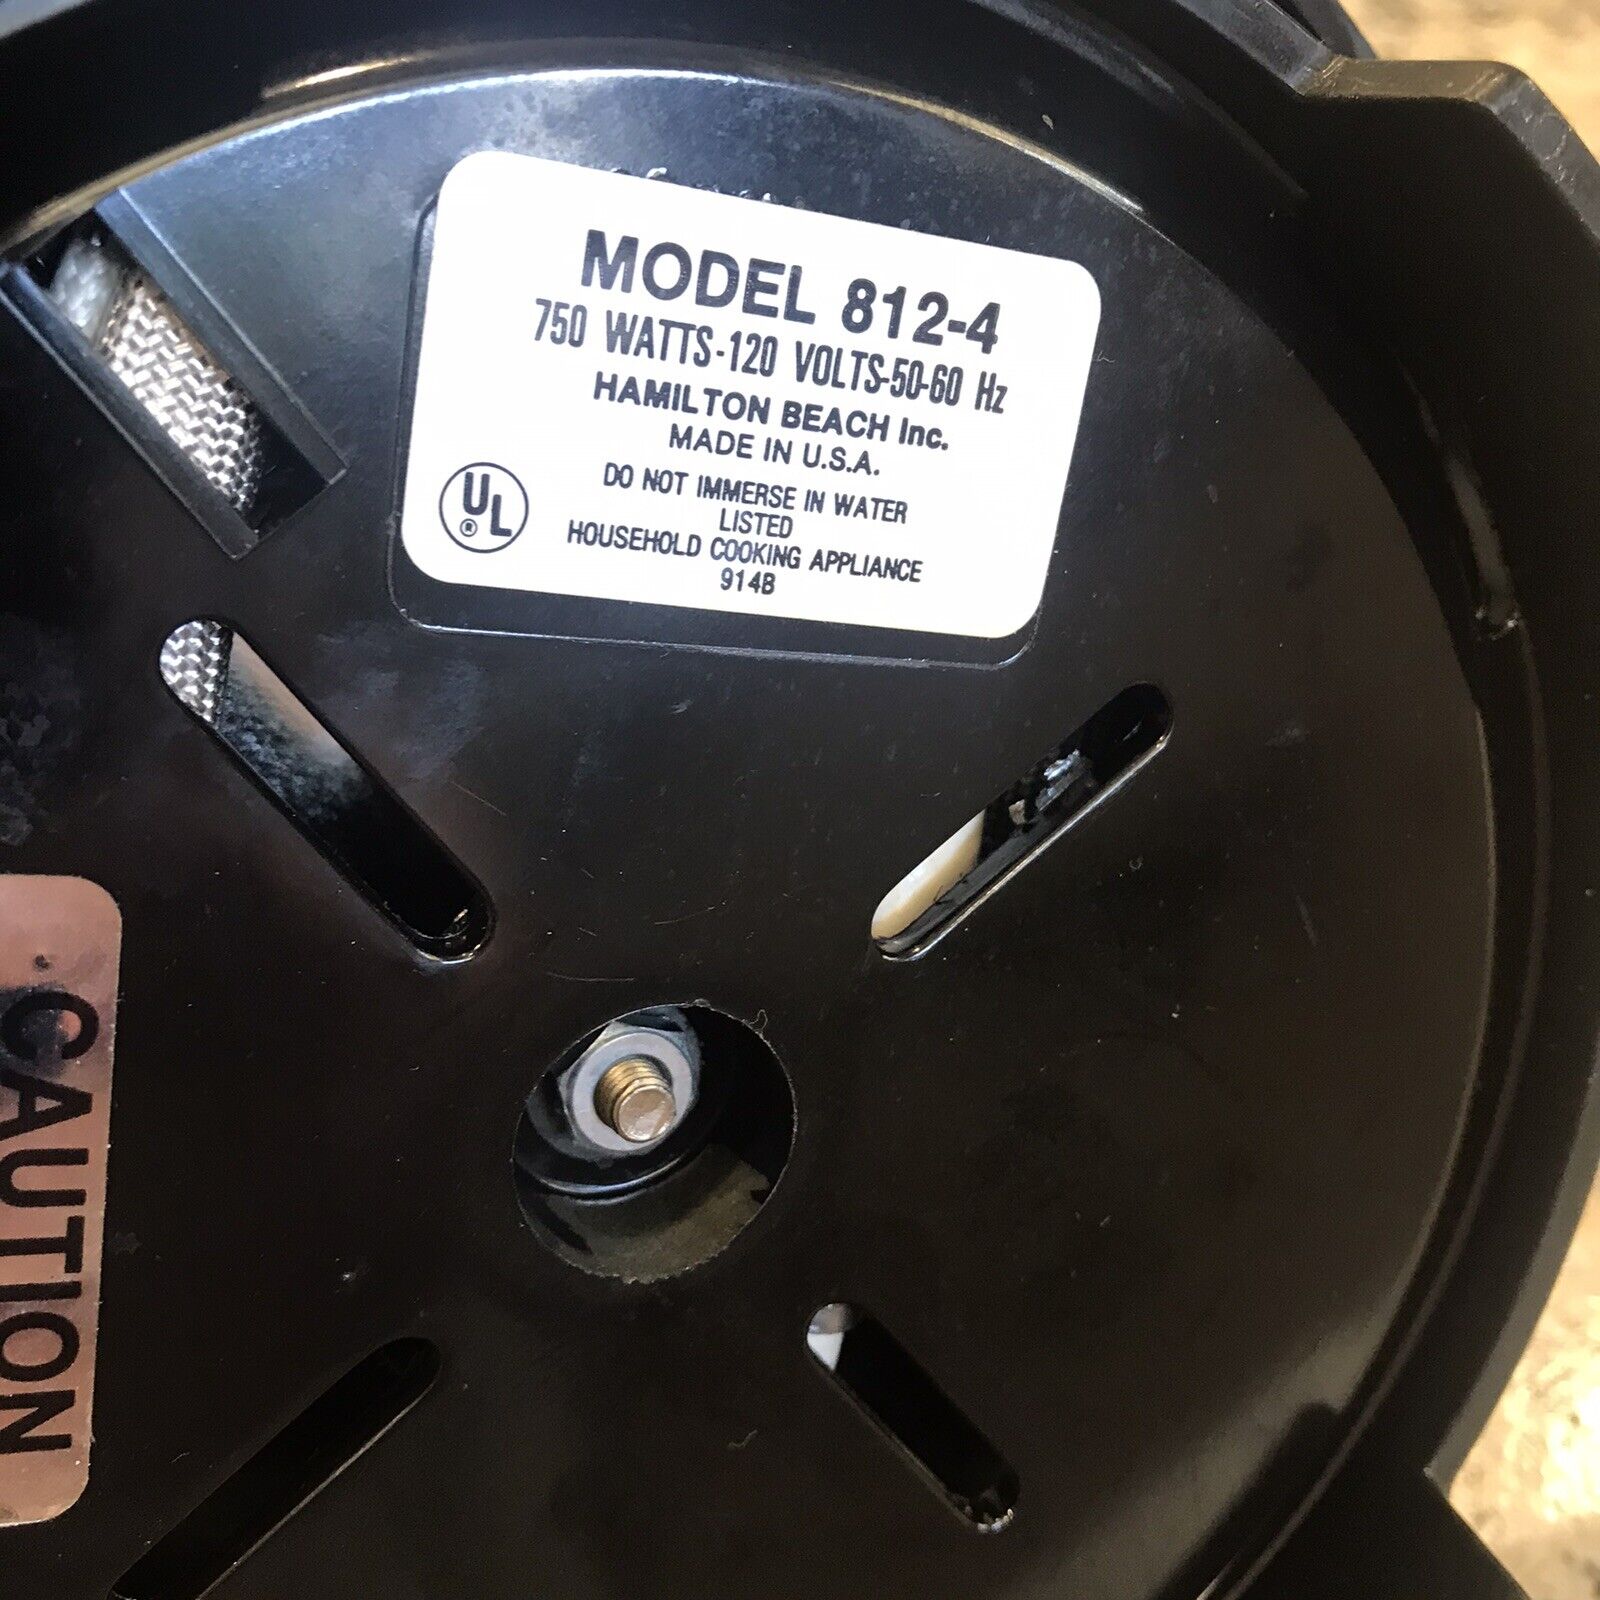 MODEL 812-4
750 WATTS-120 VOLTS-50-60 Hz
HAMILTON BEACH Inc.
MADE IN U.S.A.
DO NOT IMMERSE IN WATER
UL ®
LISTED
HOUSEHOLD COOKING APPLIANCE
914B
CAUTION